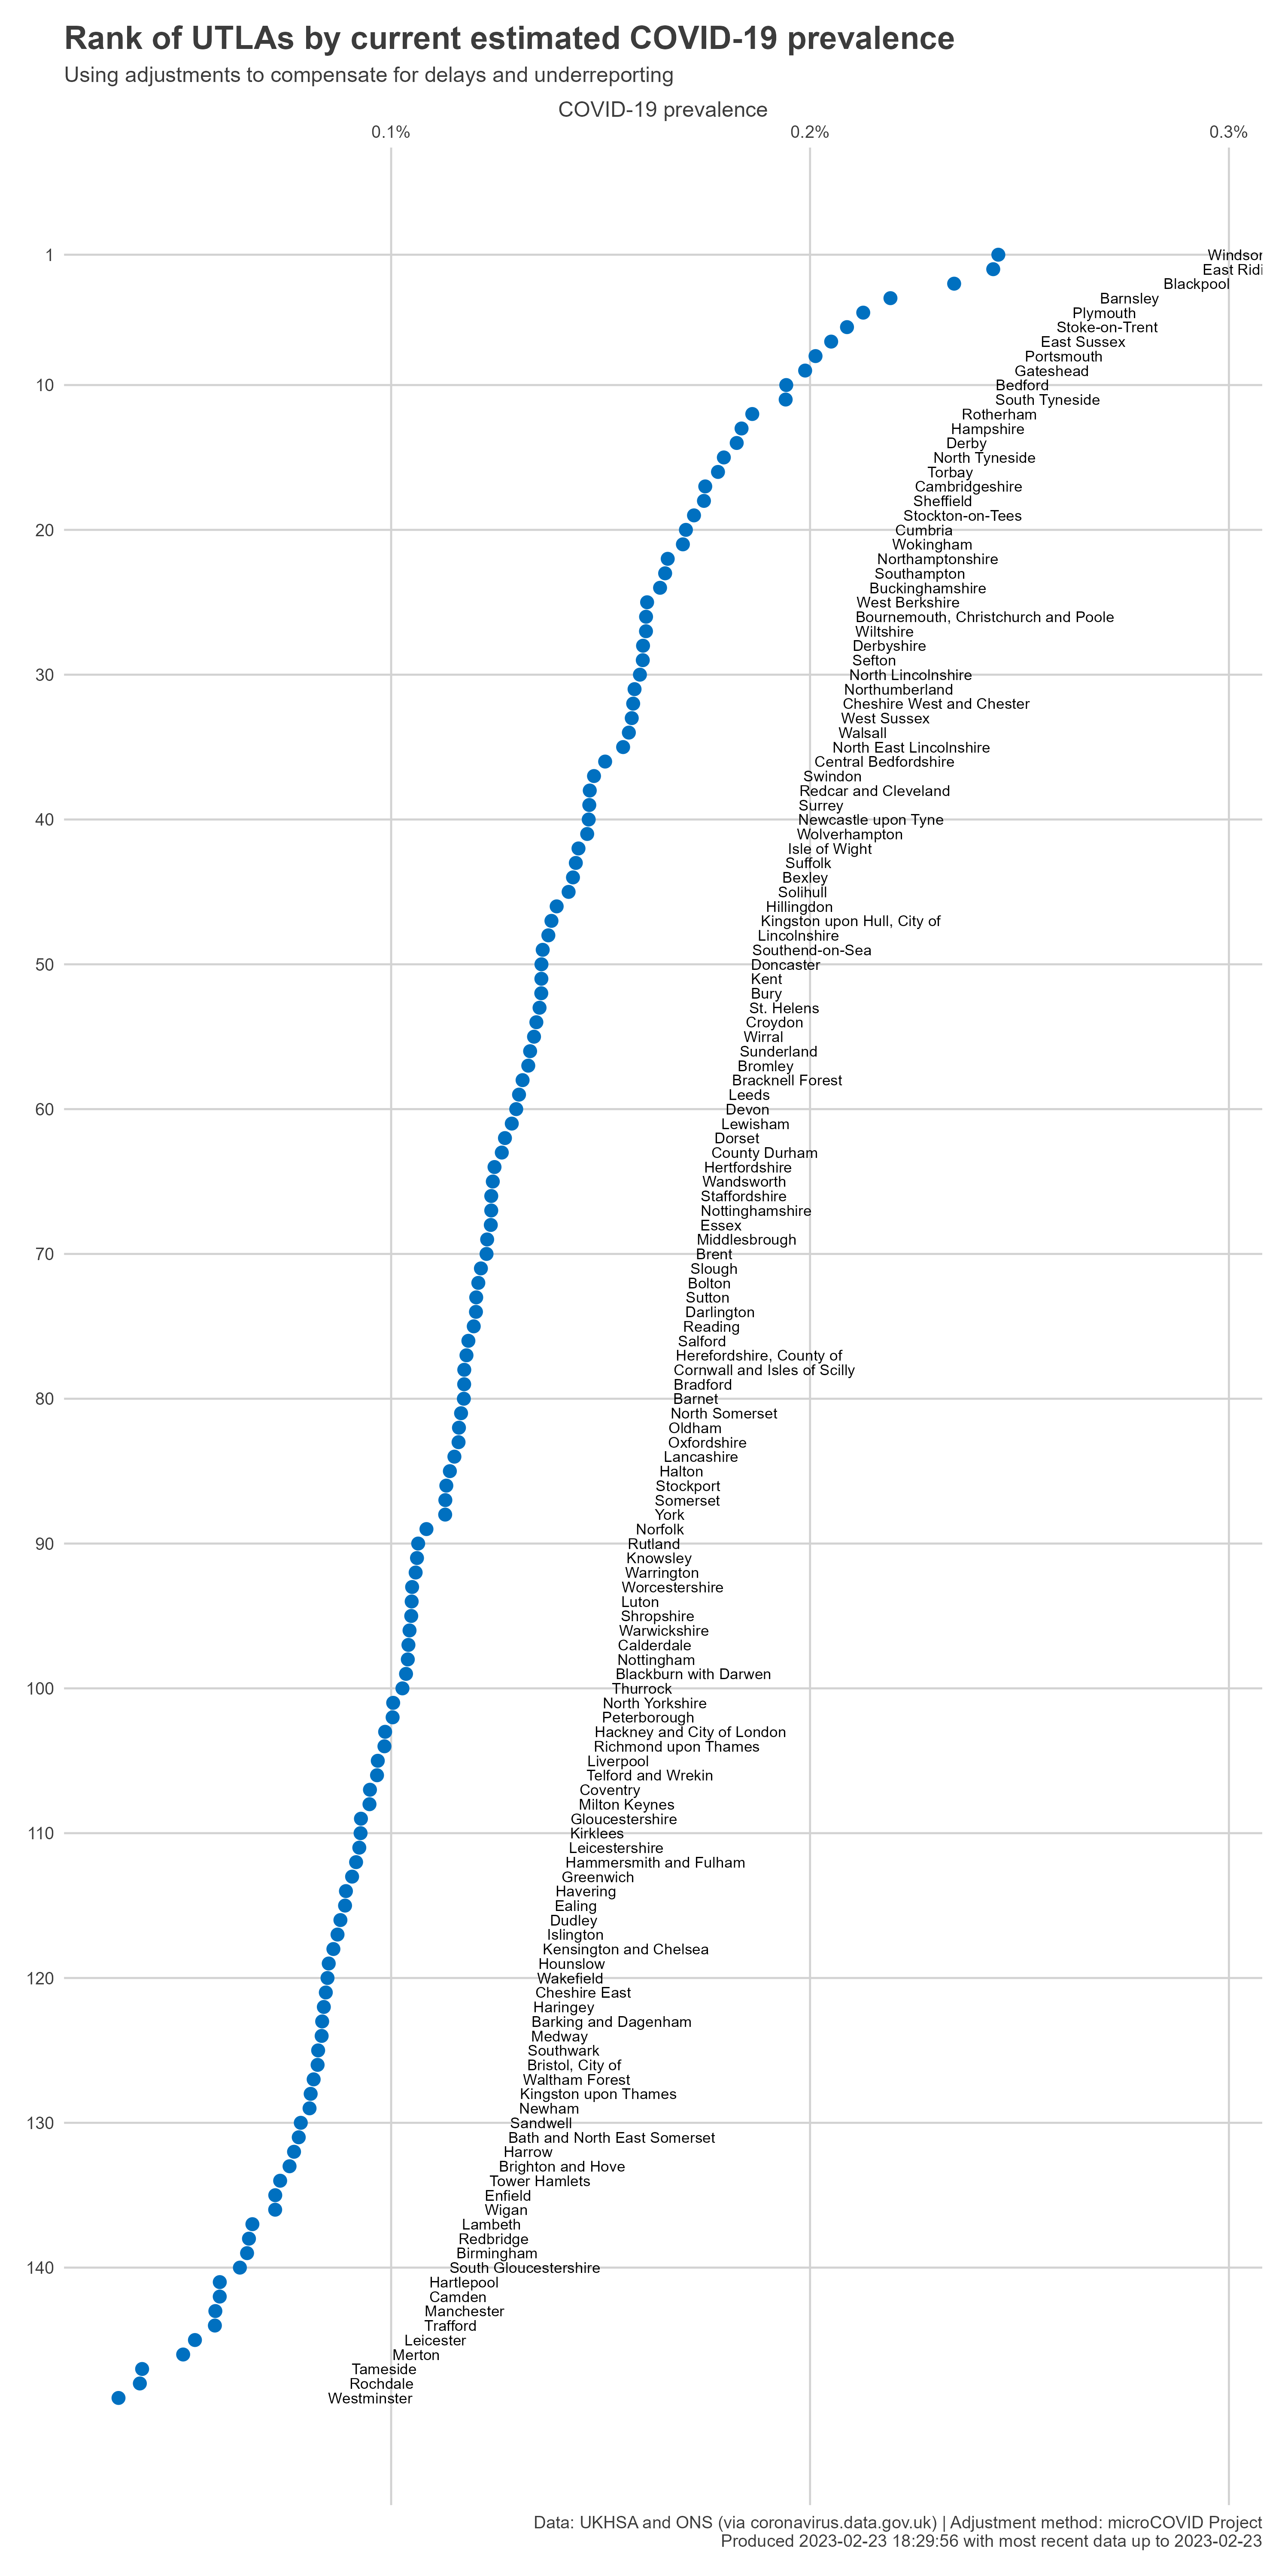 Rank of UTLAs by current estimated COVID-19 prevalence
Using adjustments to compensate for delays and underreporting
COVID-19 prevalence
0.1% 0.2% 0.3%
1 Windsor
East Ridi
Blackpool
Barnsley
Plymouth
Stoke-on-Trent
East Sussex
Portsmouth
Gateshead
10 Bedford
South Tyneside
Rotherham
Hampshire
Derby
North Tyneside
Torbay
Cambridgeshire
Sheffield
Stockton-on-Tees
20 Cumbria
Wokingham
Northamptonshire
Southampton
Buckinghamshire
West Berkshire
Bournemouth, Christchurch and Poole
Wiltshire
Derbyshire
Sefton
30 North Lincolnshire
Northumberland
Cheshire West and Chester
West Sussex
Walsall
North East Lincolnshire
Central Bedfordshire
Swindon
Redcar and Cleveland
Surrey
40 Newcastle upon Tyne
Wolverhampton
Isle of Wight
Suffolk
Bexley
Solihull
Hillingdon
Kingston upon Hull, City of
Lincolnshire
Southend-on-Sea
50 Doncaster
Kent
Bury
St. Helens
Croydon
Wirral
Sunderland
Bromley
Bracknell Forest
Leeds
60 Devon
Lewisham
Dorset
County Durham
Hertfordshire
Wandsworth
Staffordshire
Nottinghamshire
Essex
Middlesbrough
70 Brent
Slough
Bolton
Sutton
Darlington
Reading
Salford
Herefordshire, County of
Cornwall and Isles of Scilly
Bradford
80 Barnet
North Somerset
Oldham
Oxfordshire
Lancashire
Halton
Stockport
Somerset
York
Norfolk
90 Rutland
Knowsley
Warrington
Worcestershire
Luton
Shropshire
Warwickshire
Calderdale
Nottingham
Blackburn with Darwen
100 Thurrock
North Yorkshire
Peterborough
Hackney and City of London
Richmond upon Thames
Liverpool
Telford and Wrekin
Coventry
Milton Keynes
Gloucestershire
110 Kirklees
Leicestershire
Hammersmith and Fulham
Greenwich
Havering
Ealing
Dudley
Islington
Kensington and Chelsea
Hounslow
120 Wakefield
Cheshire East
Haringey
Barking and Dagenham
Medway
Southwark
Bristol, City of
Waltham Forest
Kingston upon Thames
Newham
130 Sandwell
Bath and North East Somerset
Harrow
Brighton and Hove
Tower Hamlets
Enfield
Wigan
Lambeth
Redbridge
Birmingham
140 South Gloucestershire
Hartlepool
Camden
Manchester
Trafford
Leicester
Merton
Tameside
Rochdale
Westminster
Data: UKHSA and ONS (via coronavirus.data.gov.uk) | Adjustment method: microCOVID Project
Produced 2023-02-23 18:29:56 with most recent data up to 2023-02-23